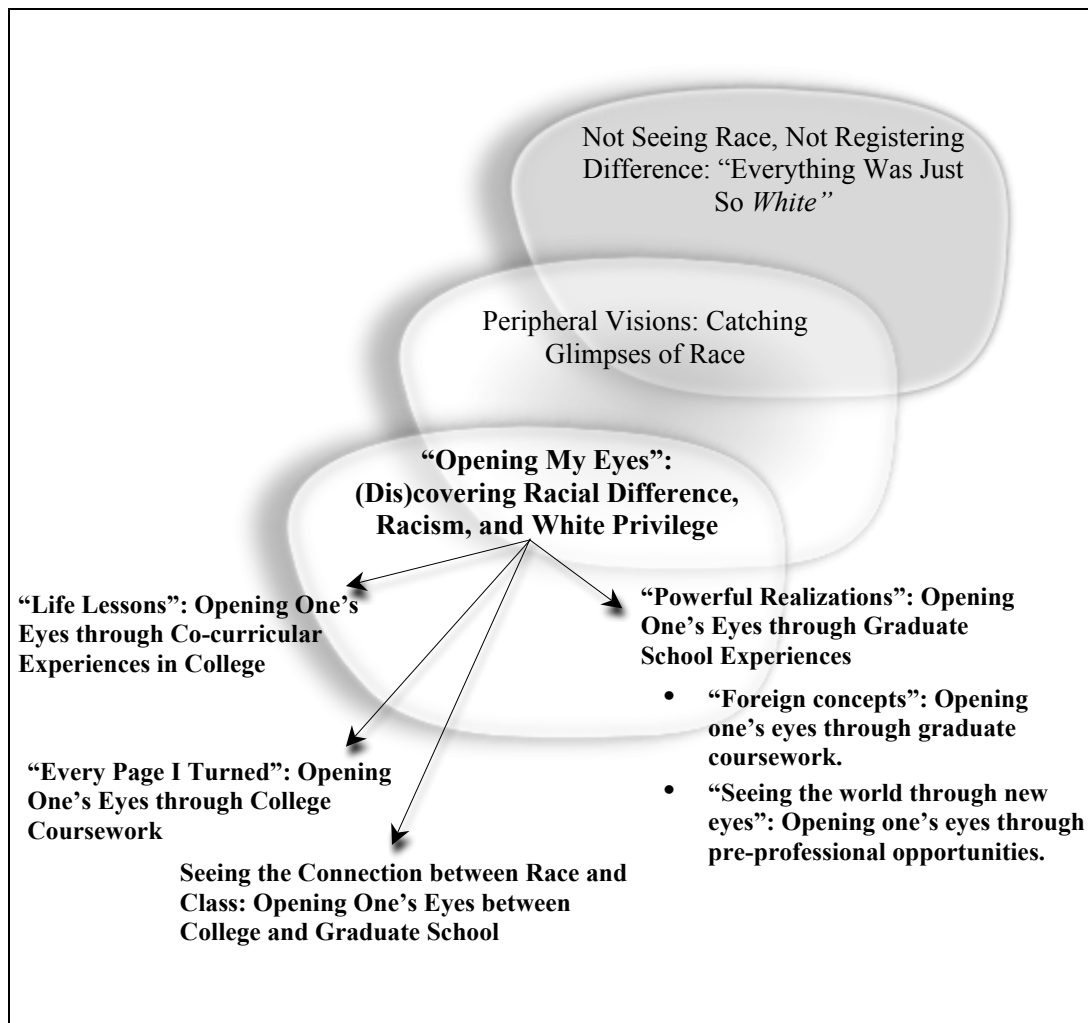 Not Seeing Race, Not Registering
Difference: “Everything Was Just
So White”
Peripheral Visions: Catching
Glimpses of Race
“Opening My Eyes”:
(Dis)covering Racial Difference,
Racism, and White Privilege
“Life Lessons”: Opening One’s
Eyes through Co-curricular
Experiences in College
“Every Page I Turned”: Opening
One’s Eyes through College
Coursework
Seeing the Connection between Race and
Class: Opening One’s Eyes between
College and Graduate School
“Powerful Realizations”: Opening
One’s Eyes through Graduate
School Experiences
• “Foreign concepts”: Opening
one’s eyes through graduate
coursework.
• “Seeing the world through new
eyes”: Opening one’s eyes through
pre-professional opportunities.